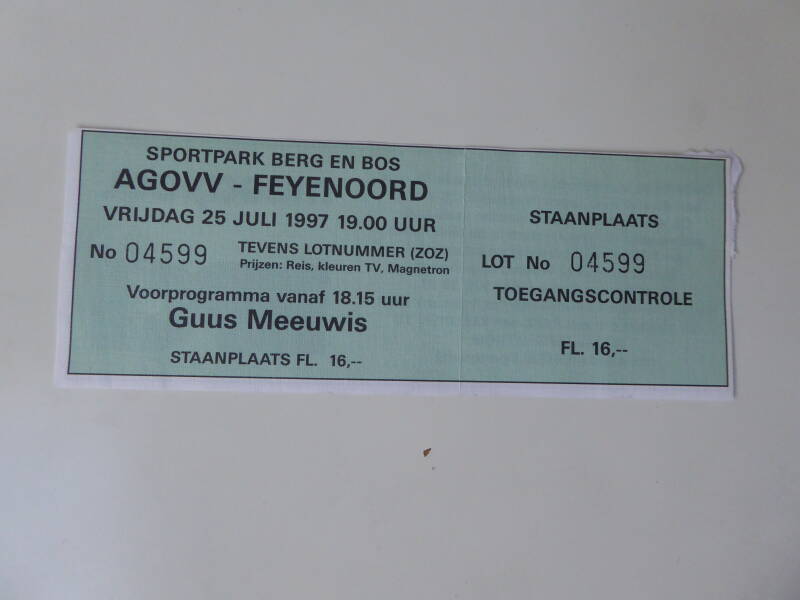 SPORTPARK BERG EN BOS
AGOVV - FEYENOORD
VRIJDAG 25 JULI 1997 19.00 UUR
No 04599
TEVENS LOTNUMMER (ZOZ)
Prijzen: Reis, kleuren TV, Magnetron
Voorprogramma vanaf 18.15 uur
Guus Meeuwis
STAANPLAATS FL. 16,--
STAANPLAATS
LOT No 04599
TOEGANGSCONTROLE
FL. 16,--